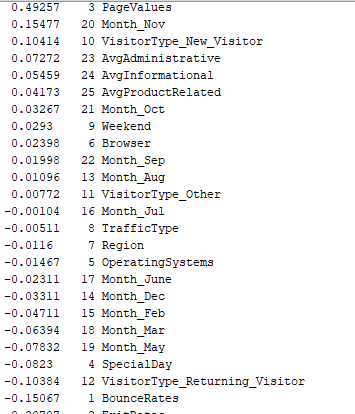 0.49257 3 PageValues
0.15477 20 Month_Nov
0.10414 10 VisitorType_New_Visitor
0.07272 23 AvgAdministrative
0.05459 24 AvgInformational
0.04173 25 AvgProductRelated
0.03267 21 Month_Oct
0.0293 9 Weekend
0.02398 6 Browser
0.01998 22 Month_Sep
0.01096 13 Month_Aug
0.00772 11 VisitorType_Other
-0.00104 16 Month_Jul
-0.00511 8 TrafficType
-0.0116 7 Region
-0.01467 5 OperatingSystems
-0.02311 17 Month_June
-0.03311 14 Month_Dec
-0.04711 15 Month_Feb
-0.06394 18 Month_Mar
-0.07832 19 Month_May
-0.0823 4 SpecialDay
-0.10384 12 VisitorType_Returning_Visitor
-0.15067 1 BounceRates